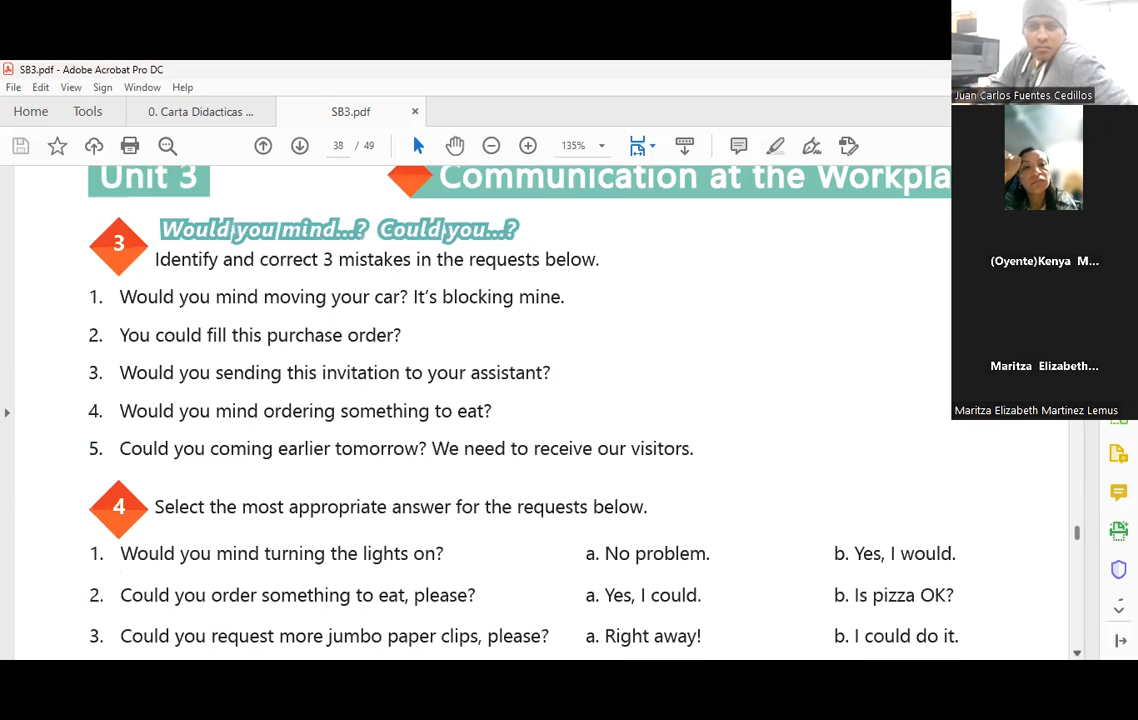 SB3.pdf - Adobe Acrobat Pro DC
File Edit View Sign Window Help
Home Tools 0. Carta Didacticas ... SB3.pdf ×
38 / 49 135%
Juan Carlos Fuentes Cedillos
Unit 3 Communication at the Workpla
3 Would you mind...? Could you...?
Identify and correct 3 mistakes in the requests below.
(Oyente)Kenya M...
1. Would you mind moving your car? It's blocking mine.
2. You could fill this purchase order?
Maritza Elizabeth...
3. Would you sending this invitation to your assistant?
4. Would you mind ordering something to eat?
Maritza Elizabeth Martinez Lemus
5. Could you coming earlier tomorrow? We need to receive our visitors.
4 Select the most appropriate answer for the requests below.
1. Would you mind turning the lights on? a. No problem. b. Yes, I would.
2. Could you order something to eat, please? a. Yes, I could. b. Is pizza OK?
3. Could you request more jumbo paper clips, please? a. Right away! b. I could do it.